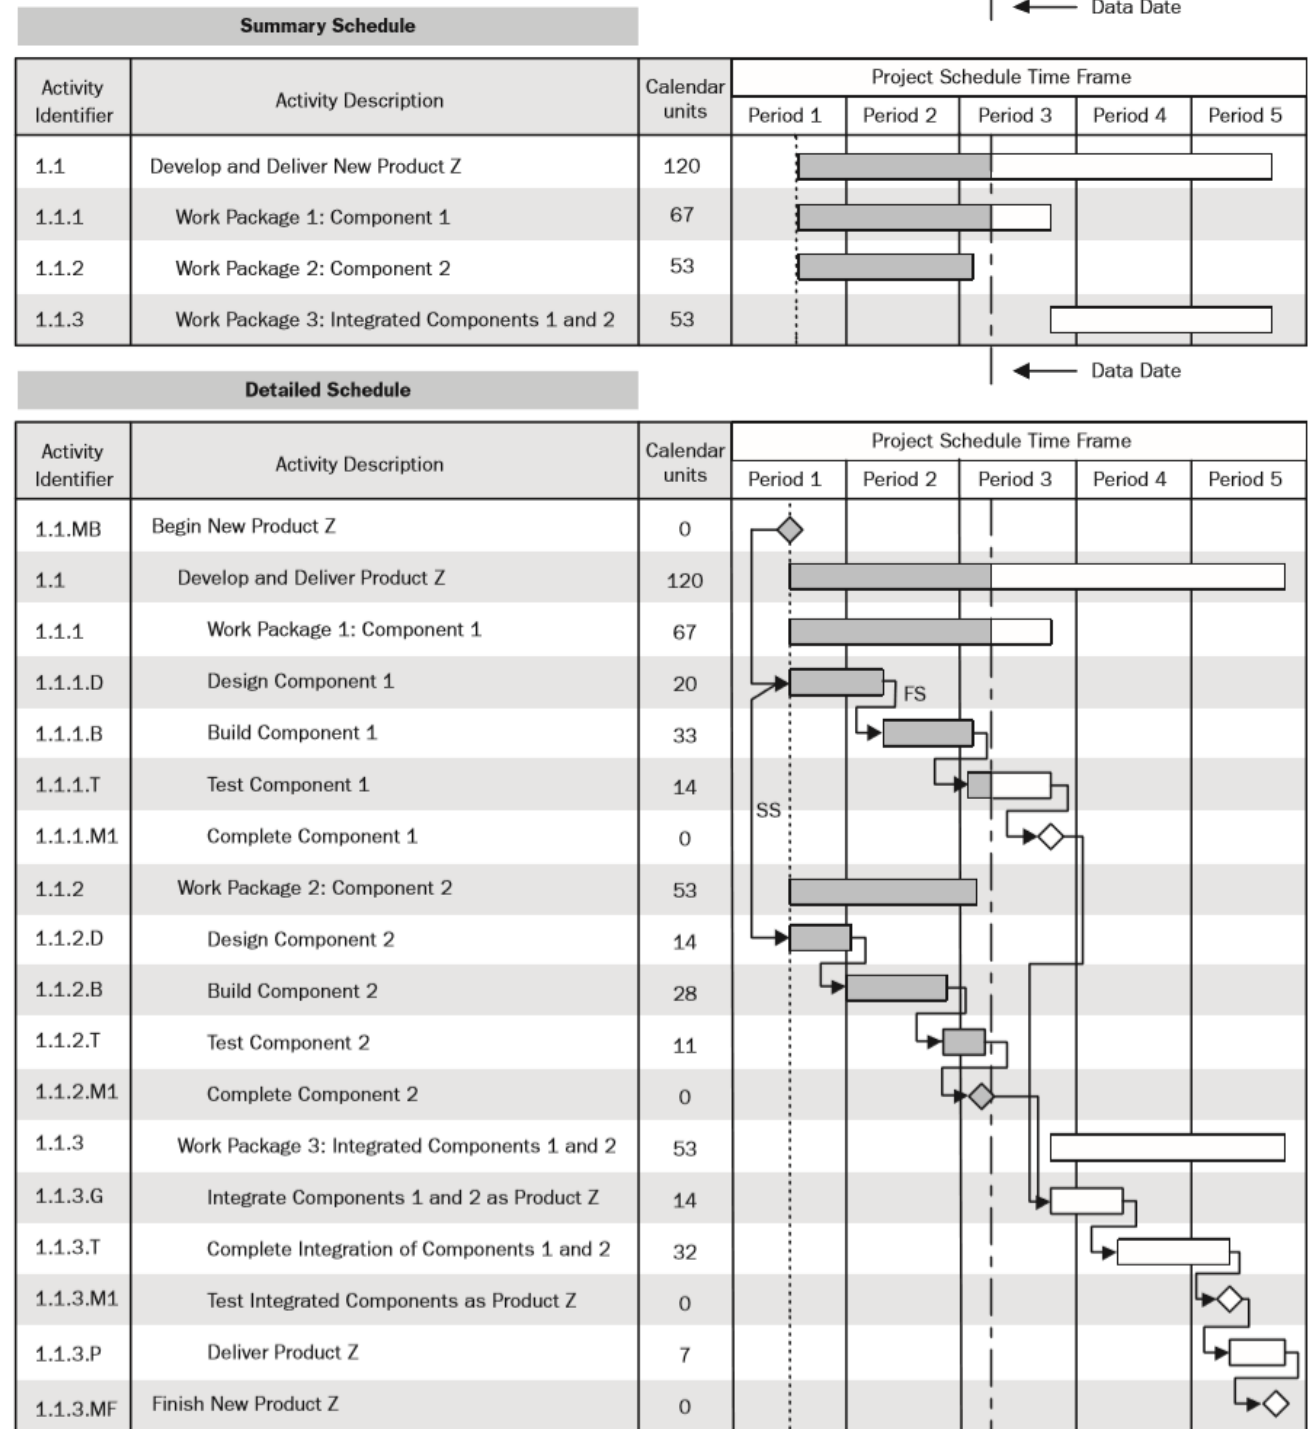 Data Date
Summary Schedule
Activity Identifier Activity Description Calendar units Project Schedule Time Frame
Period 1 Period 2 Period 3 Period 4 Period 5
1.1 Develop and Deliver New Product Z 120
1.1.1 Work Package 1: Component 1 67
1.1.2 Work Package 2: Component 2 53
1.1.3 Work Package 3: Integrated Components 1 and 2 53
Data Date
Detailed Schedule
Activity Identifier Activity Description Calendar units Project Schedule Time Frame
Period 1 Period 2 Period 3 Period 4 Period 5
1.1.MB Begin New Product Z 0
1.1 Develop and Deliver Product Z 120
1.1.1 Work Package 1: Component 1 67
1.1.1.D Design Component 1 20 FS
1.1.1.B Build Component 1 33
1.1.1.T Test Component 1 14
SS
1.1.1.M1 Complete Component 1 0
1.1.2 Work Package 2: Component 2 53
1.1.2.D Design Component 2 14
1.1.2.B Build Component 2 28
1.1.2.T Test Component 2 11
1.1.2.M1 Complete Component 2 0
1.1.3 Work Package 3: Integrated Components 1 and 2 53
1.1.3.G Integrate Components 1 and 2 as Product Z 14
1.1.3.T Complete Integration of Components 1 and 2 32
1.1.3.M1 Test Integrated Components as Product Z 0
1.1.3.P Deliver Product Z 7
1.1.3.MF Finish New Product Z 0